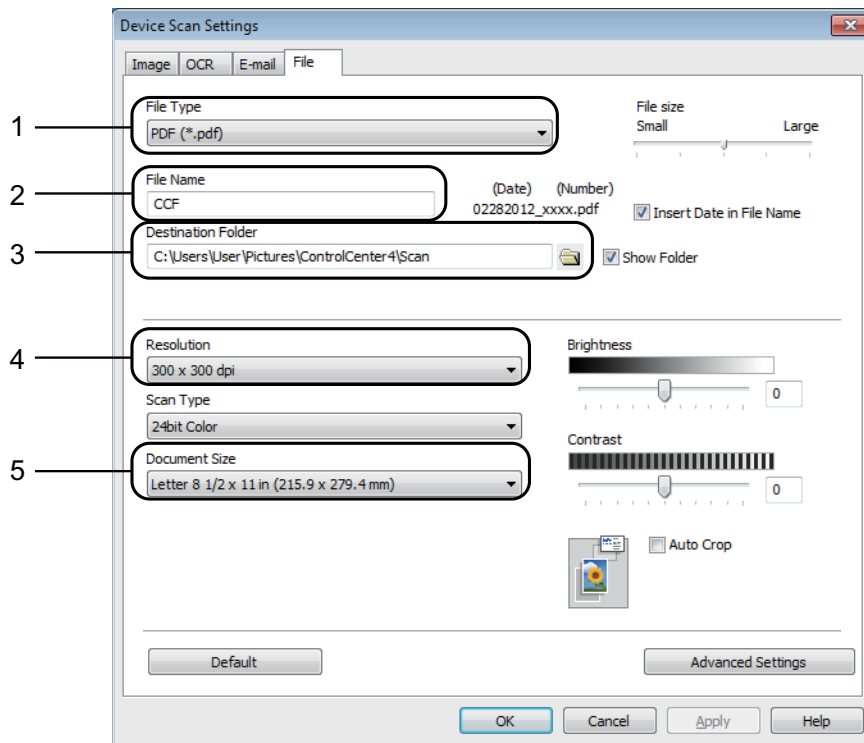 Device Scan Settings
Image OCR E-mail File
1 File Type
PDF (*.pdf)
File size
Small Large
2 File Name
CCF
(Date) (Number)
02282012_xxxx.pdf
Insert Date in File Name
3 Destination Folder
C:\Users\User\Pictures\ControlCenter4\Scan
Show Folder
4 Resolution
300 x 300 dpi
Scan Type
24bit Color
5 Document Size
Letter 8 1/2 x 11 in (215.9 x 279.4 mm)
Brightness
0
Contrast
0
Auto Crop
Default Advanced Settings
OK Cancel Apply Help